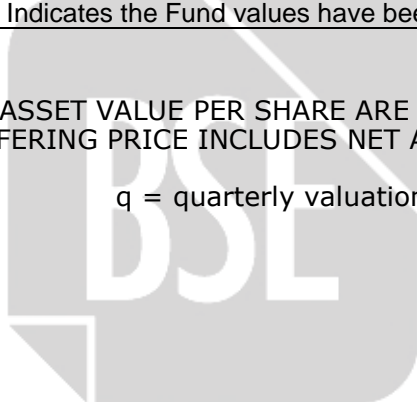 Indicates the Fund values have bee
ASSET VALUE PER SHARE ARE
FERING PRICE INCLUDES NET A
q = quarterly valuation
BSE